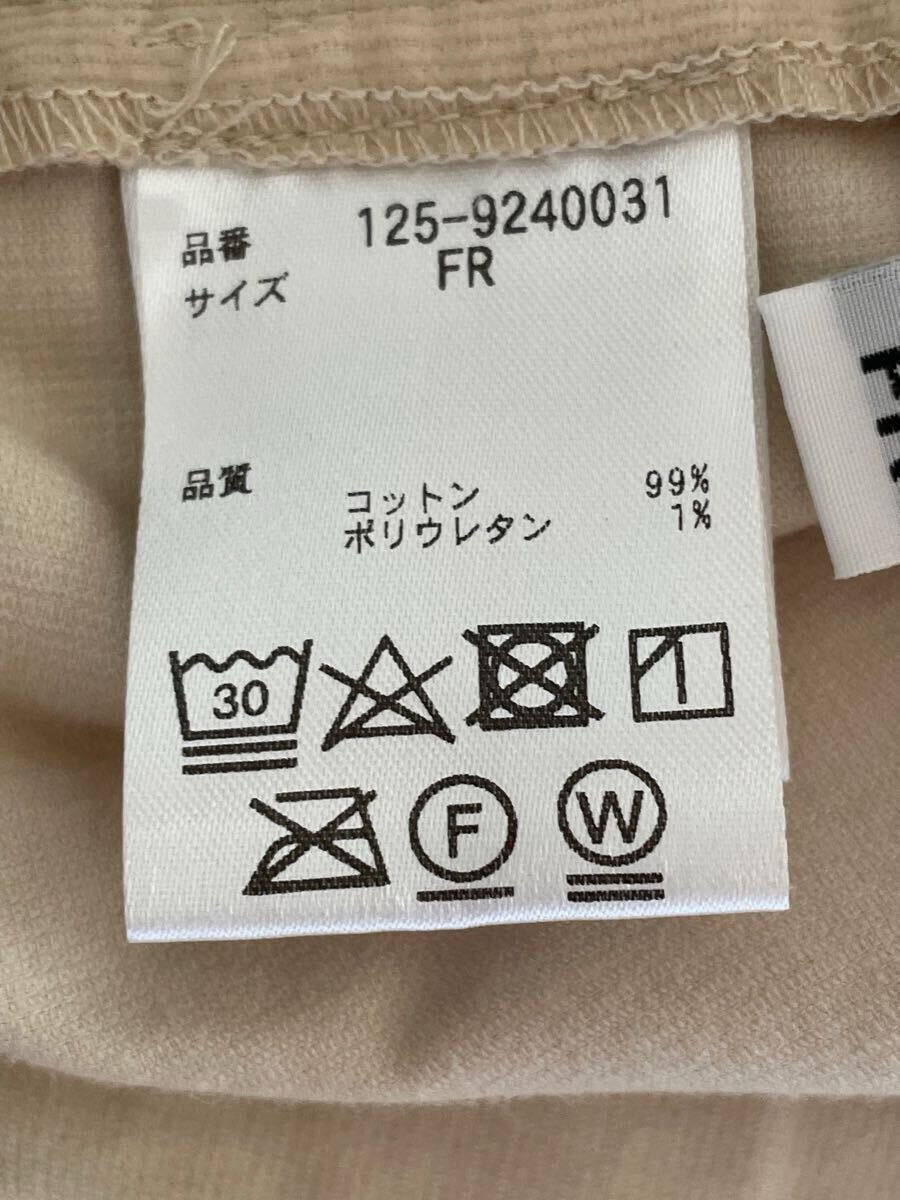 品番 125-9240031
サイズ FR
品質
コットン 99%
ポリウレタン 1%
30
F W